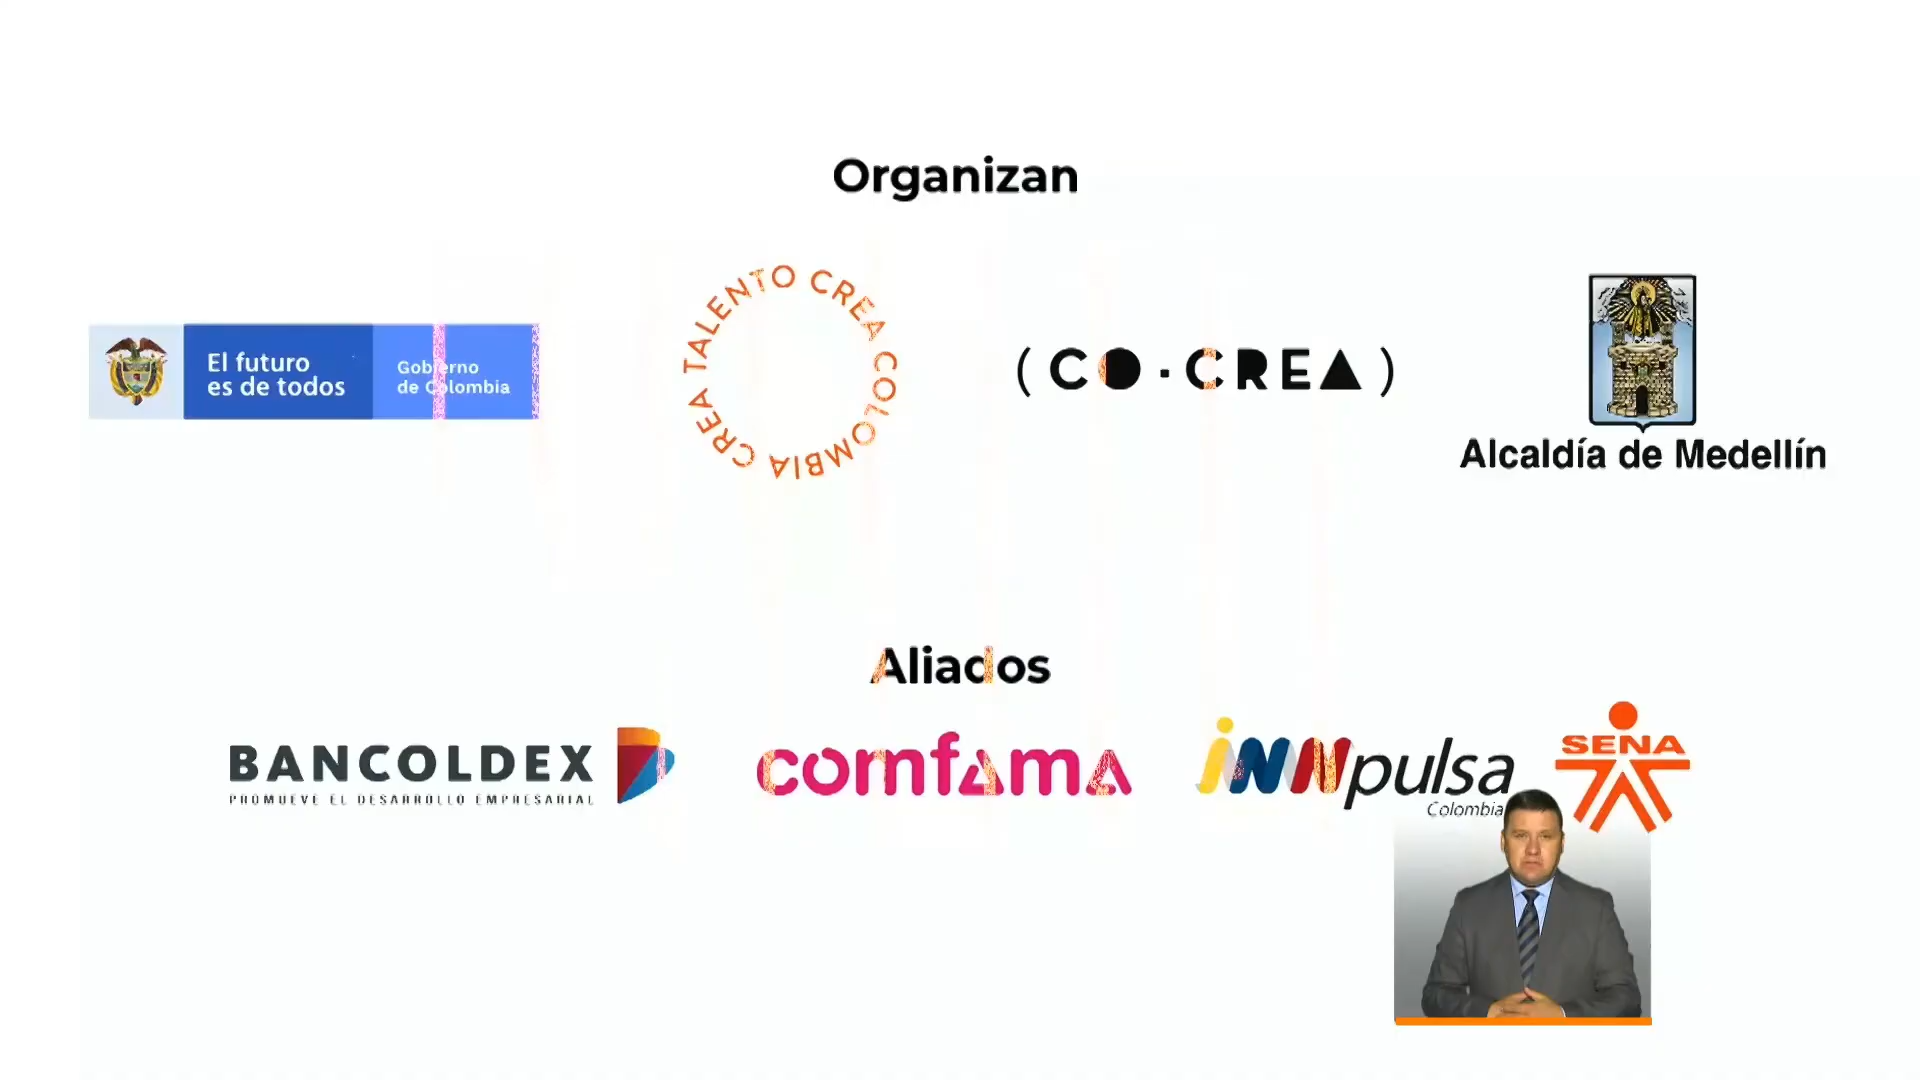 Organizan
El futuro
es de todos
Gobierno
de Colombia
CREA TALENTO CREA COLOMBIA
(CO·CREA)
Alcaldía de Medellín
Aliados
BANCOLDEX
PROMUEVE EL DESARROLLO EMPRESARIAL
comfama
iNNpulsa
Colombia
SENA